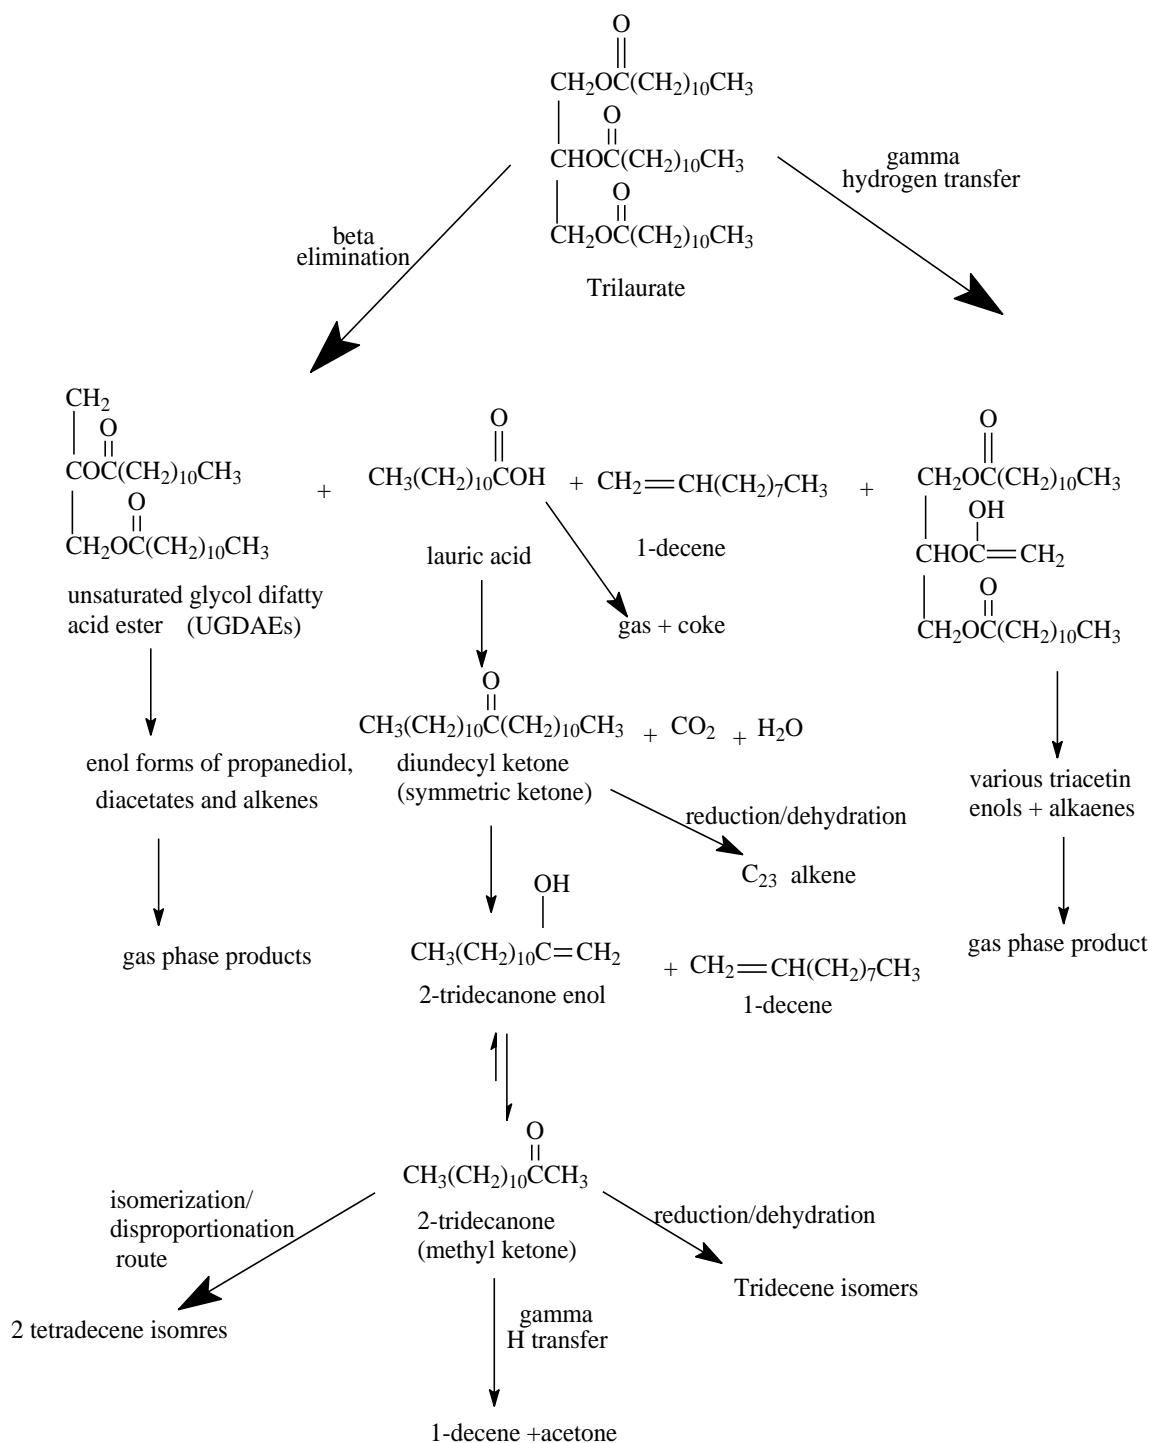 O
CH₂OC(CH₂)₁₀CH₃
O
CHOC(CH₂)₁₀CH₃
O
CH₂OC(CH₂)₁₀CH₃
Trilaurate
beta
elimination
gamma
hydrogen transfer
CH₂
O
COC(CH₂)₁₀CH₃
O
CH₂OC(CH₂)₁₀CH₃
unsaturated glycol difatty
acid ester (UGDAEs)
+
O
CH₃(CH₂)₁₀COH
lauric acid
+
CH₂=CH(CH₂)₇CH₃
1-decene
+
O
CH₂OC(CH₂)₁₀CH₃
OH
CHOC=CH₂
O
CH₂OC(CH₂)₁₀CH₃
gas + coke
enol forms of propanediol,
diacetates and alkenes
gas phase products
O
CH₃(CH₂)₁₀C(CH₂)₁₀CH₃ + CO₂ + H₂O
diundecyl ketone
(symmetric ketone)
reduction/dehydration
C₂₃ alkene
various triacetin
enols + alkaenes
gas phase product
OH
CH₃(CH₂)₁₀C=CH₂
2-tridecanone enol
+ CH₂=CH(CH₂)₇CH₃
1-decene
O
CH₃(CH₂)₁₀CCH₃
2-tridecanone
(methyl ketone)
isomerization/
disproportionation
route
2 tetradecene isomres
reduction/dehydration
Tridecene isomers
gamma
H transfer
1-decene +acetone